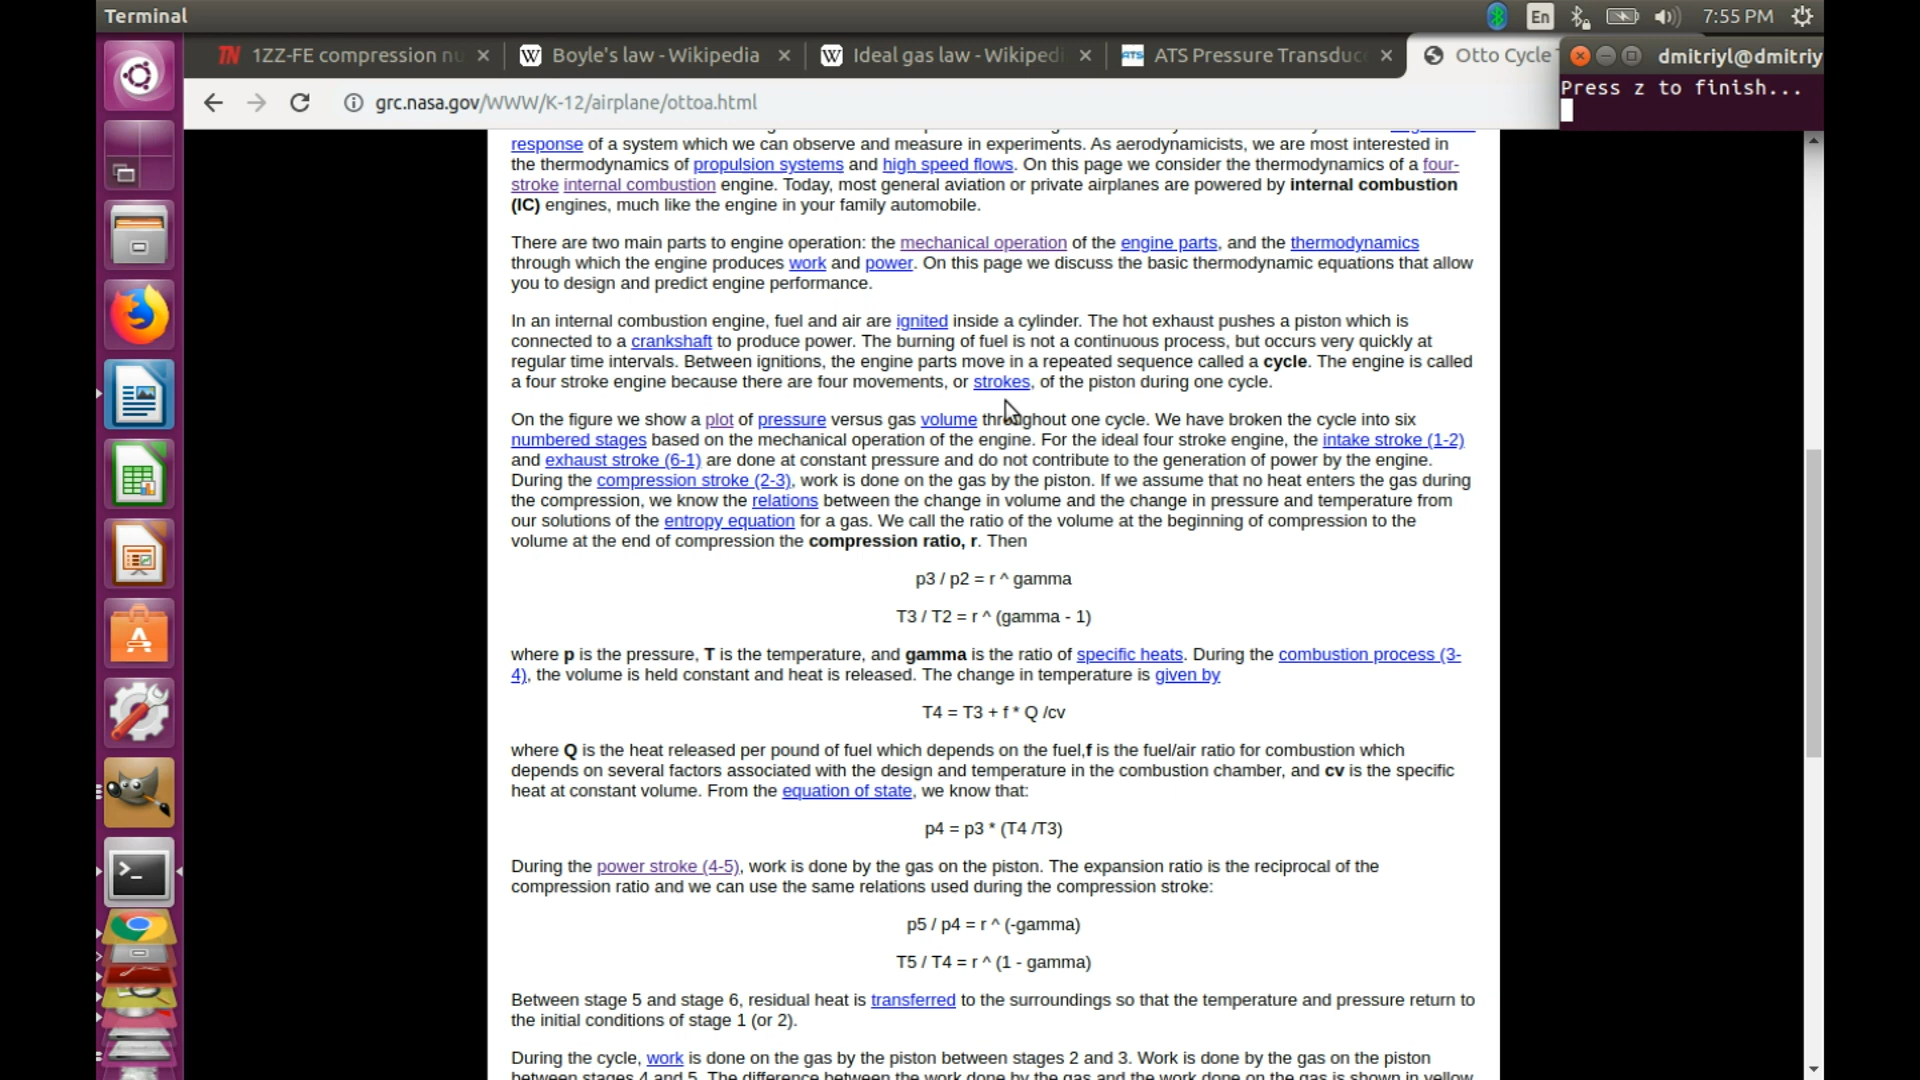 Terminal
En
7:55 PM
1ZZ-FE compression nu
Boyle's law - Wikipedia
Ideal gas law - Wikipedi
ATS Pressure Transduc
Otto Cycle
dmitriyl@dmitriy
grc.nasa.gov/WWW/K-12/airplane/ottoa.html
Press z to finish...
response of a system which we can observe and measure in experiments. As aerodynamicists, we are most interested in
the thermodynamics of propulsion systems and high speed flows. On this page we consider the thermodynamics of a four-
stroke internal combustion engine. Today, most general aviation or private airplanes are powered by internal combustion
(IC) engines, much like the engine in your family automobile.
There are two main parts to engine operation: the mechanical operation of the engine parts, and the thermodynamics
through which the engine produces work and power. On this page we discuss the basic thermodynamic equations that allow
you to design and predict engine performance.
In an internal combustion engine, fuel and air are ignited inside a cylinder. The hot exhaust pushes a piston which is
connected to a crankshaft to produce power. The burning of fuel is not a continuous process, but occurs very quickly at
regular time intervals. Between ignitions, the engine parts move in a repeated sequence called a cycle. The engine is called
a four stroke engine because there are four movements, or strokes, of the piston during one cycle.
On the figure we show a plot of pressure versus gas volume throughout one cycle. We have broken the cycle into six
numbered stages based on the mechanical operation of the engine. For the ideal four stroke engine, the intake stroke (1-2)
and exhaust stroke (6-1) are done at constant pressure and do not contribute to the generation of power by the engine.
During the compression stroke (2-3), work is done on the gas by the piston. If we assume that no heat enters the gas during
the compression, we know the relations between the change in volume and the change in pressure and temperature from
our solutions of the entropy equation for a gas. We call the ratio of the volume at the beginning of compression to the
volume at the end of compression the compression ratio, r. Then
p3 / p2 = r ^ gamma
T3 / T2 = r ^ (gamma - 1)
where p is the pressure, T is the temperature, and gamma is the ratio of specific heats. During the combustion process (3-
4), the volume is held constant and heat is released. The change in temperature is given by
T4 = T3 + f * Q /cv
where Q is the heat released per pound of fuel which depends on the fuel,f is the fuel/air ratio for combustion which
depends on several factors associated with the design and temperature in the combustion chamber, and cv is the specific
heat at constant volume. From the equation of state, we know that:
p4 = p3 * (T4 /T3)
During the power stroke (4-5), work is done by the gas on the piston. The expansion ratio is the reciprocal of the
compression ratio and we can use the same relations used during the compression stroke:
p5 / p4 = r ^ (-gamma)
T5 / T4 = r ^ (1 - gamma)
Between stage 5 and stage 6, residual heat is transferred to the surroundings so that the temperature and pressure return to
the initial conditions of stage 1 (or 2).
During the cycle, work is done on the gas by the piston between stages 2 and 3. Work is done by the gas on the piston
between stages 4 and 5. The difference between the work done by the gas and the work done on the gas is shown in yellow